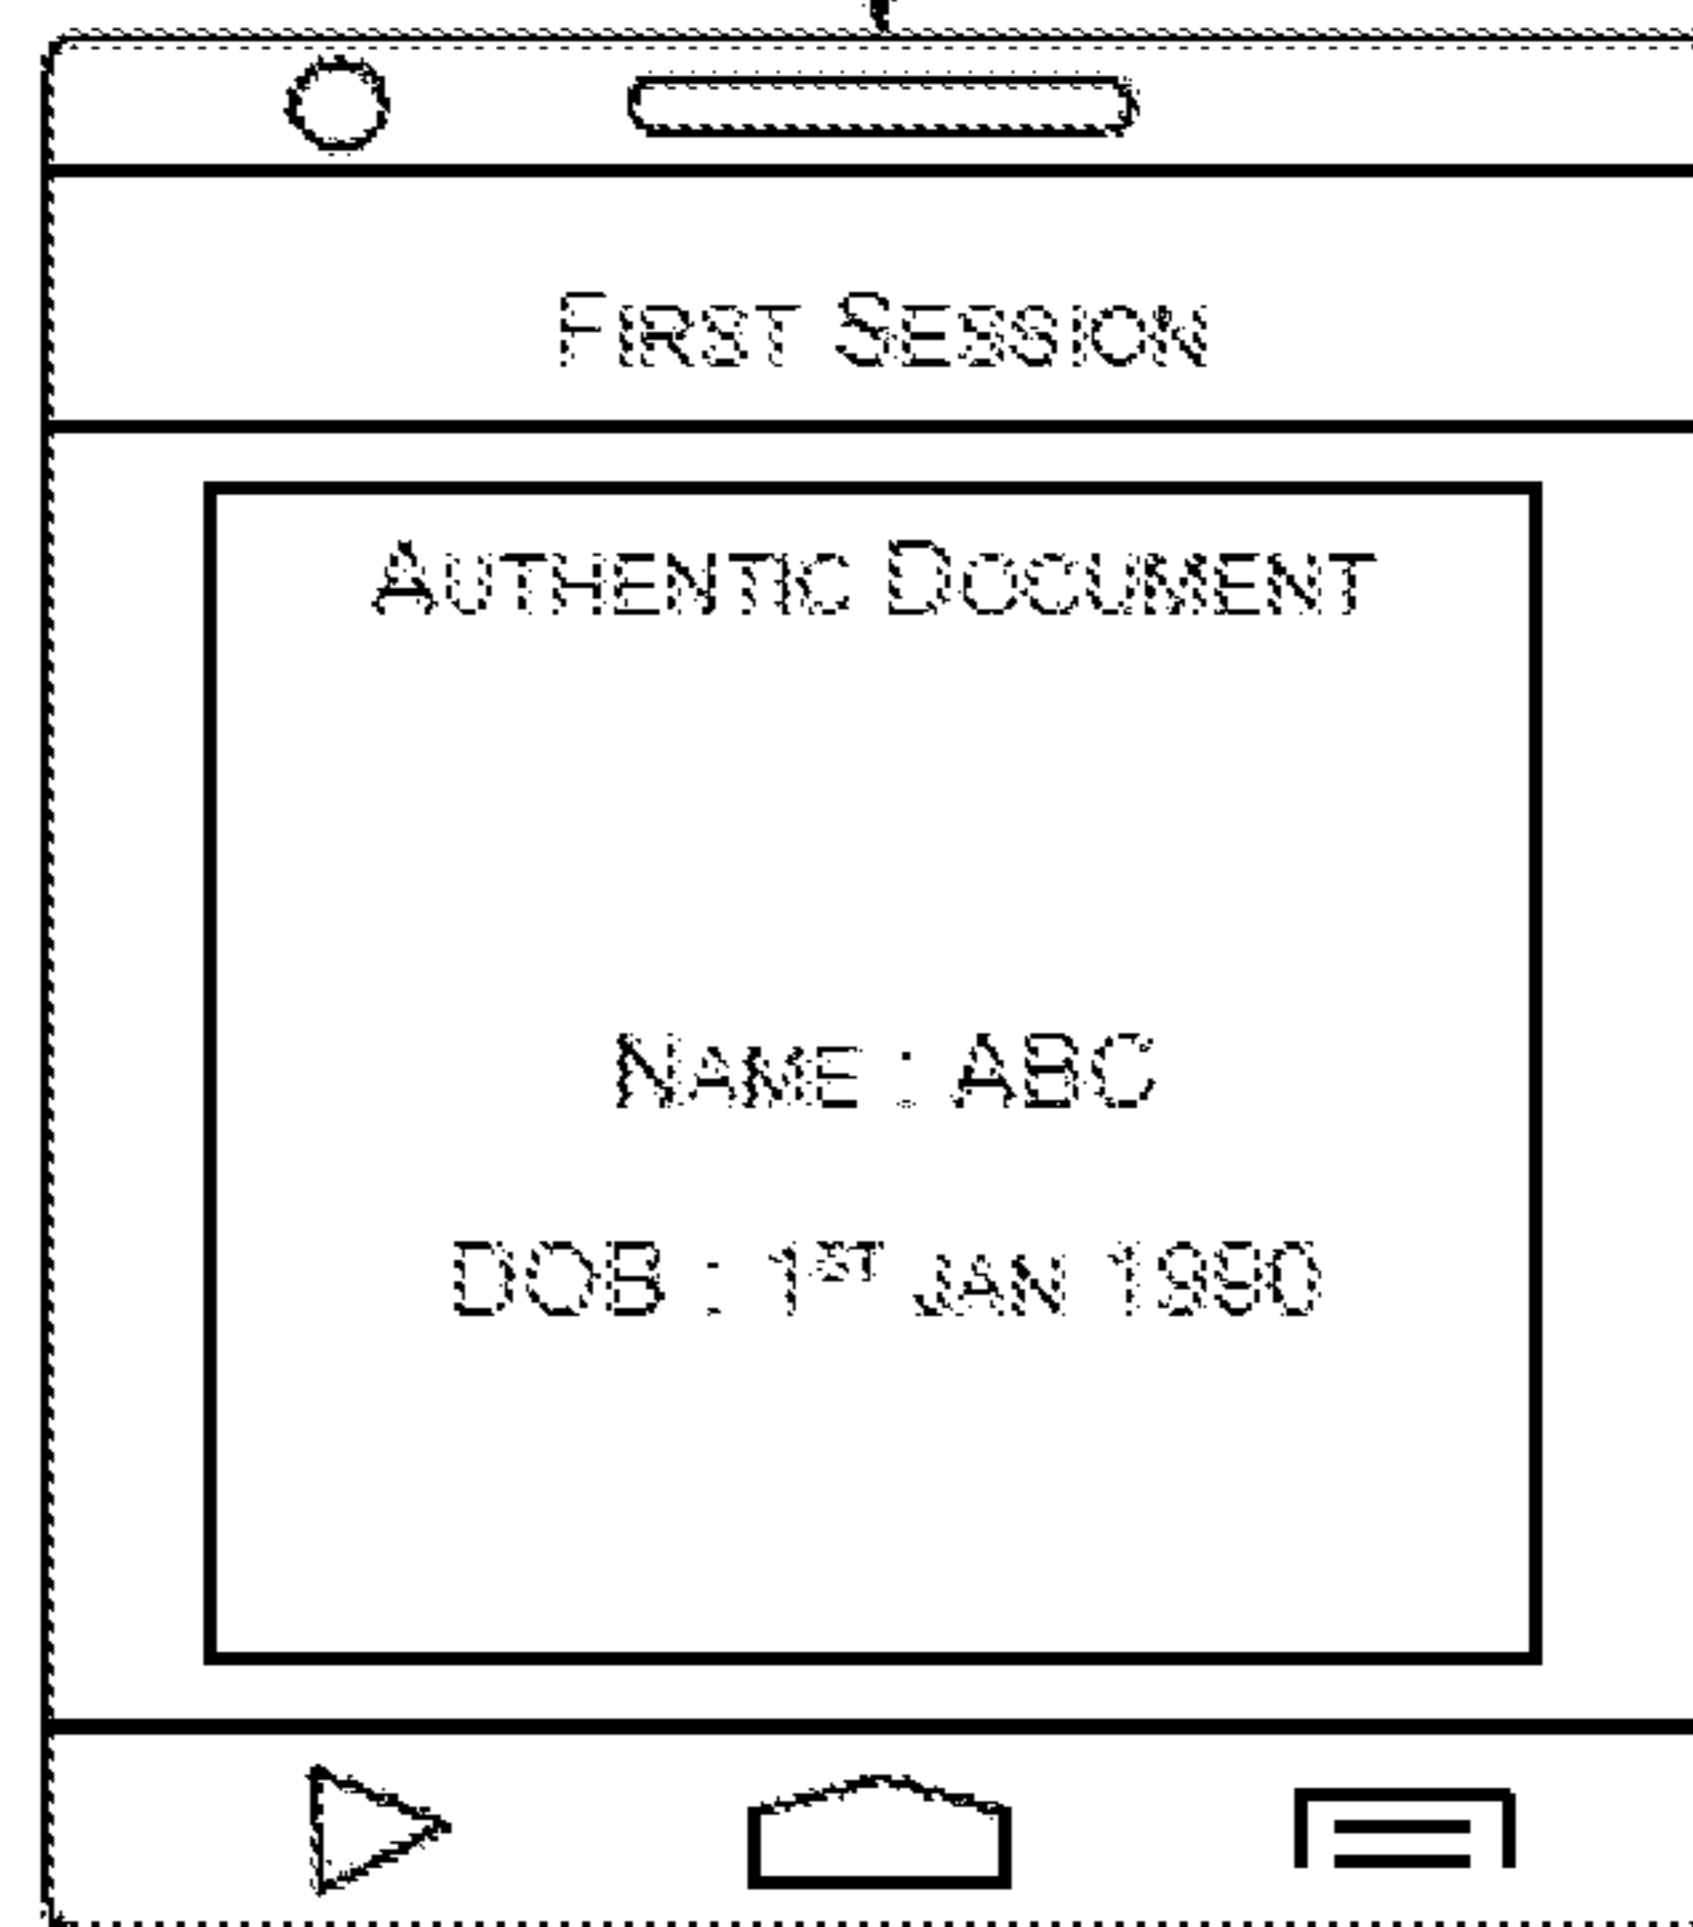 FIRST SESSION
AUTHENTIC DOCUMENT
NAME : ABC
DOB : 1ST JAN 1990